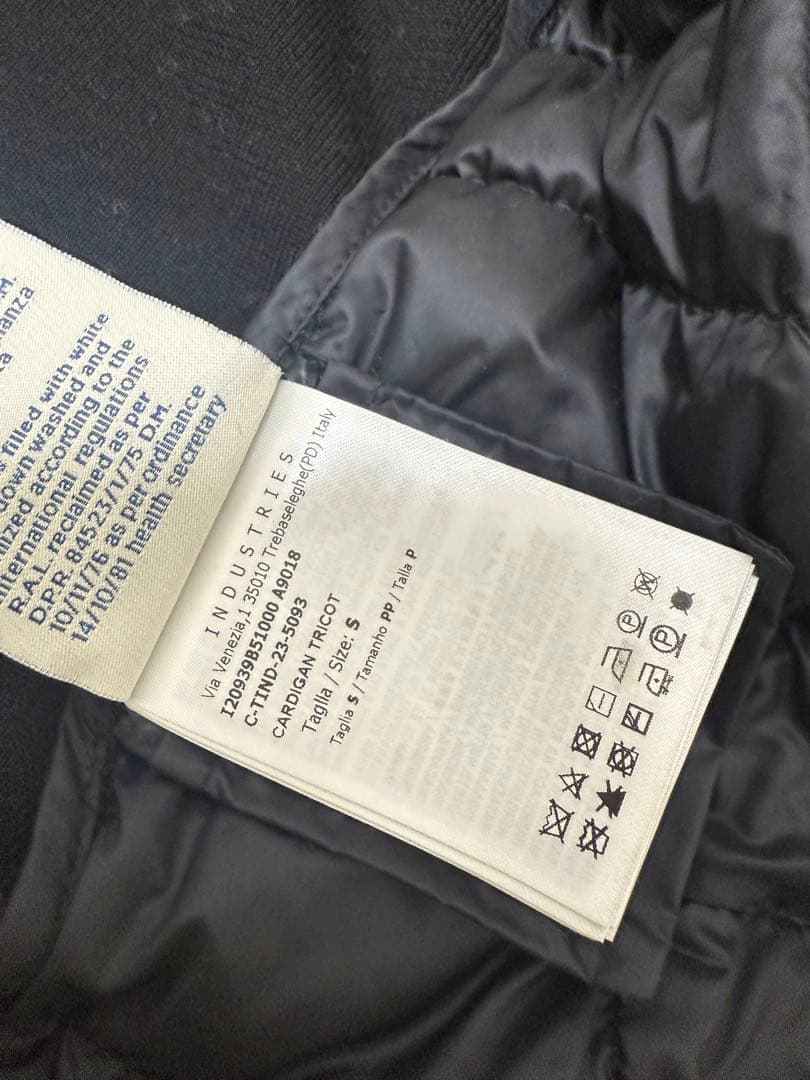 filled with white
down washed and
according to the
international regulations
R.A.L. reclaimed as per
D.P.R. 845 23/1/75 D.M.
10/11/76 as per ordinance
14/10/81 health secretary
INDUSTRIES
Via Venezia,1 35010 Trebaseleghe(PD) Italy
I20939B51000 A9018
C-TIND-23-5093
CARDIGAN TRICOT
Taglia / Size: S
Taglia S / Tamanho PP / Talla P